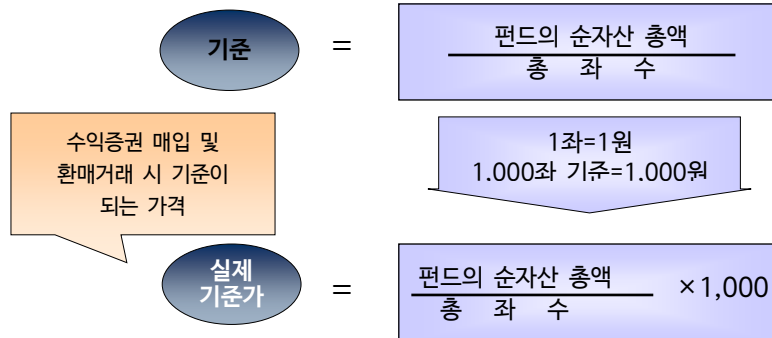 기준
=
펀드의 순자산 총액
총 좌 수
수익증권 매입 및
환매거래 시 기준이
되는 가격
1좌=1원
1.000좌 기준=1.000원
실제
기준가
=
펀드의 순자산 총액
총 좌 수
×1,000